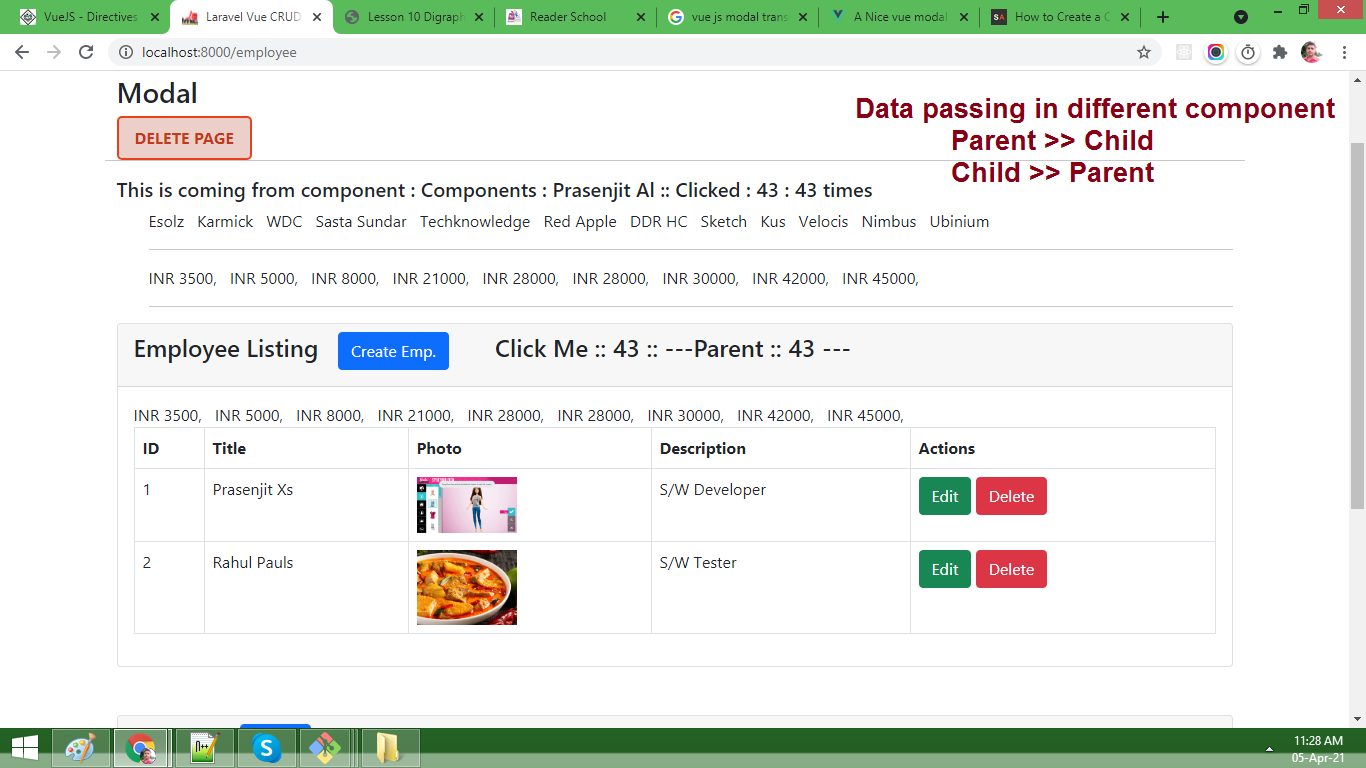 VueJS - Directives
Laravel Vue CRUD
Lesson 10 Digraph
Reader School
vue js modal trans
A Nice vue modal
How to Create a C
localhost:8000/employee
Modal
DELETE PAGE
Data passing in different component
Parent >> Child
Child >> Parent
This is coming from component : Components : Prasenjit Al :: Clicked : 43 : 43 times
Esolz Karmick WDC Sasta Sundar Techknowledge Red Apple DDR HC Sketch Kus Velocis Nimbus Ubinium
INR 3500, INR 5000, INR 8000, INR 21000, INR 28000, INR 28000, INR 30000, INR 42000, INR 45000,
Employee Listing Create Emp. Click Me :: 43 :: ---Parent :: 43 ---
INR 3500, INR 5000, INR 8000, INR 21000, INR 28000, INR 28000, INR 30000, INR 42000, INR 45000,
ID Title Photo Description Actions
1 Prasenjit Xs S/W Developer Edit Delete
2 Rahul Pauls S/W Tester Edit Delete
11:28 AM
05-Apr-21